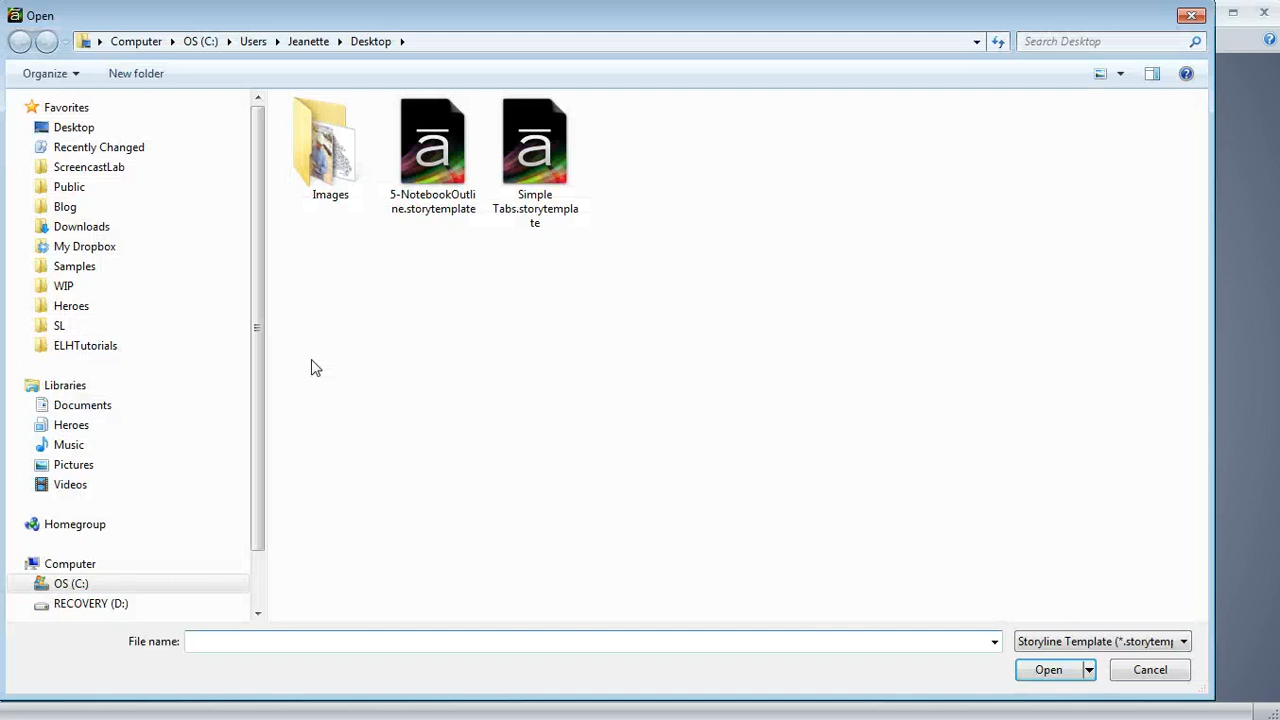 Open
Computer
OS (C:)
Users
Jeanette
Desktop
Search Desktop
Organize
New folder
Favorites
Desktop
Recently Changed
ScreencastLab
Public
Blog
Downloads
My Dropbox
Samples
WIP
Heroes
SL
ELHTutorials
Libraries
Documents
Heroes
Music
Pictures
Videos
Homegroup
Computer
OS (C:)
RECOVERY (D:)
ā
ā
Images
5-NotebookOutli
ne.storytemplate
Simple
Tabs.storytempla
te
File name:
Storyline Template (*.storytemp
Open
Cancel